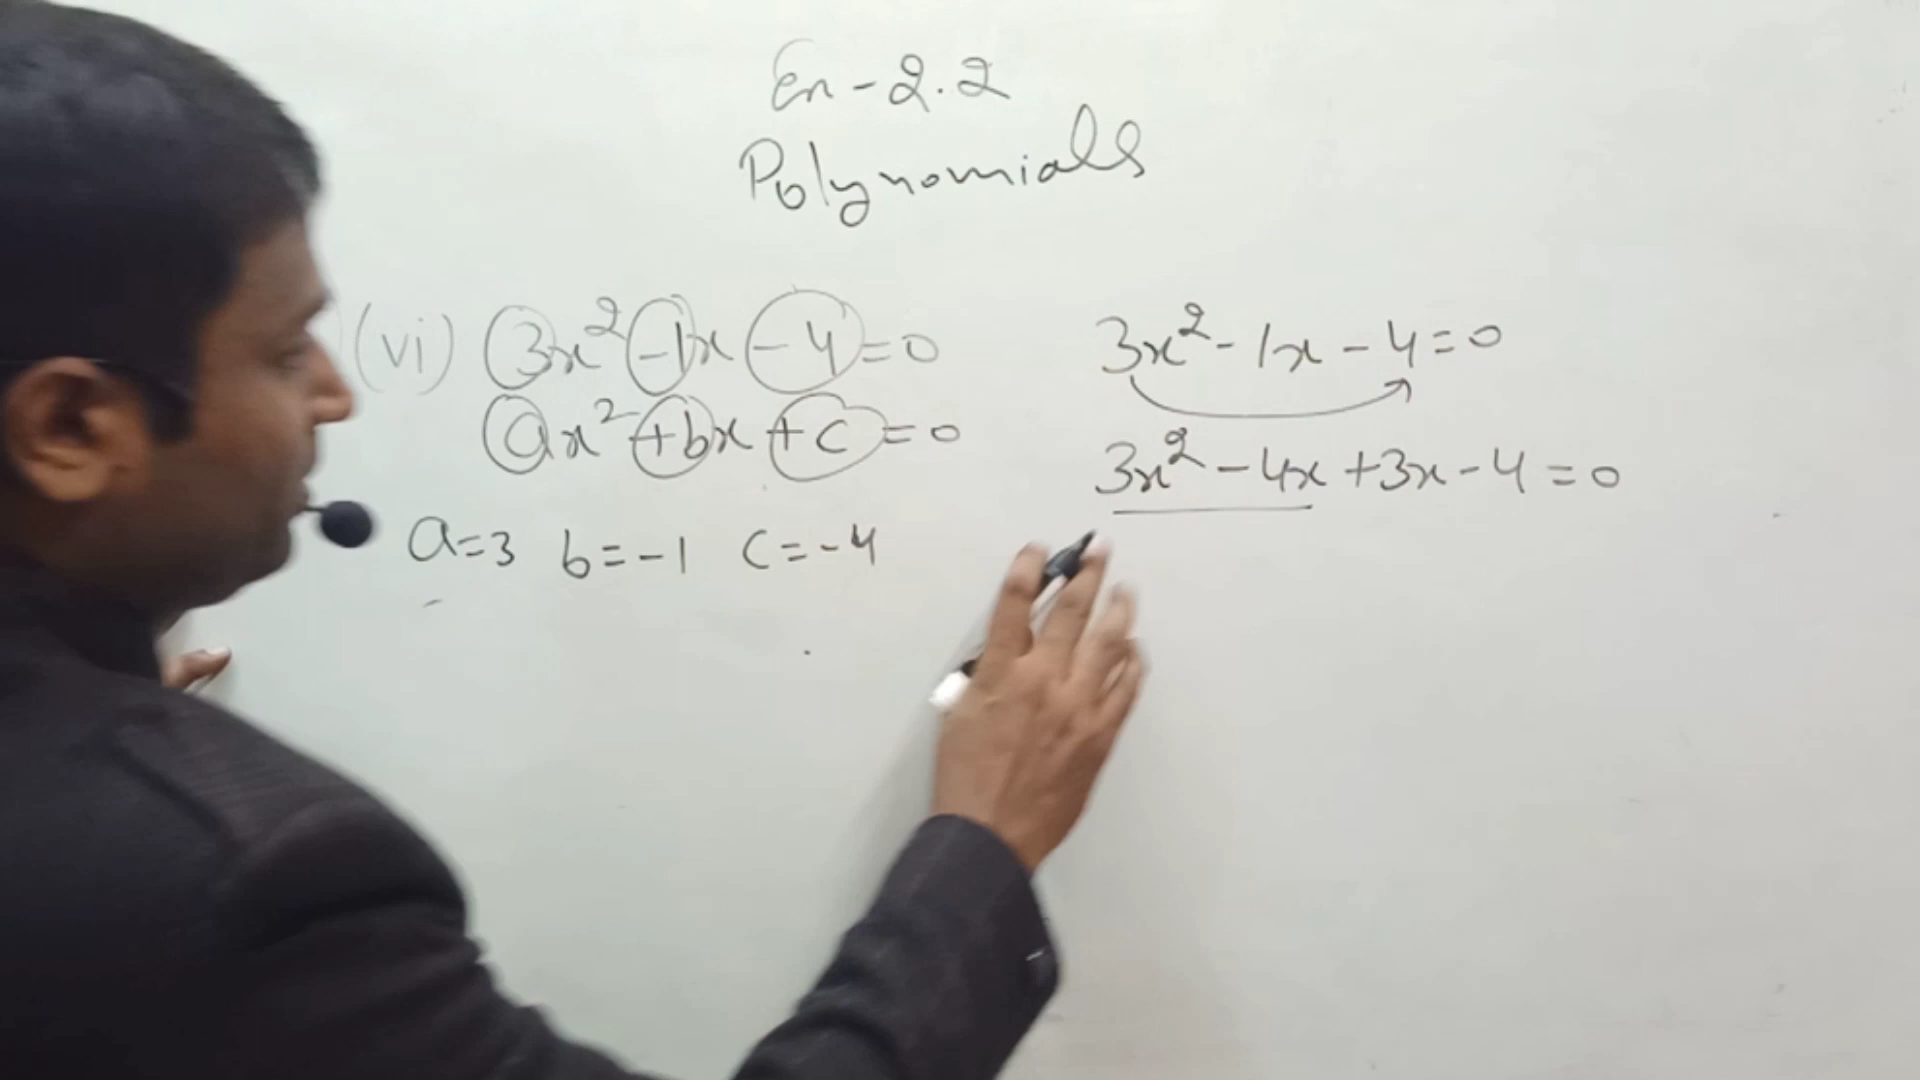 En-2.2
Polynomials
(vi) 3x²-1x-4=0
ax²+bx+c=0
a=3 b=-1 c=-4
3x²-1x-4=0
3x²-4x+3x-4=0